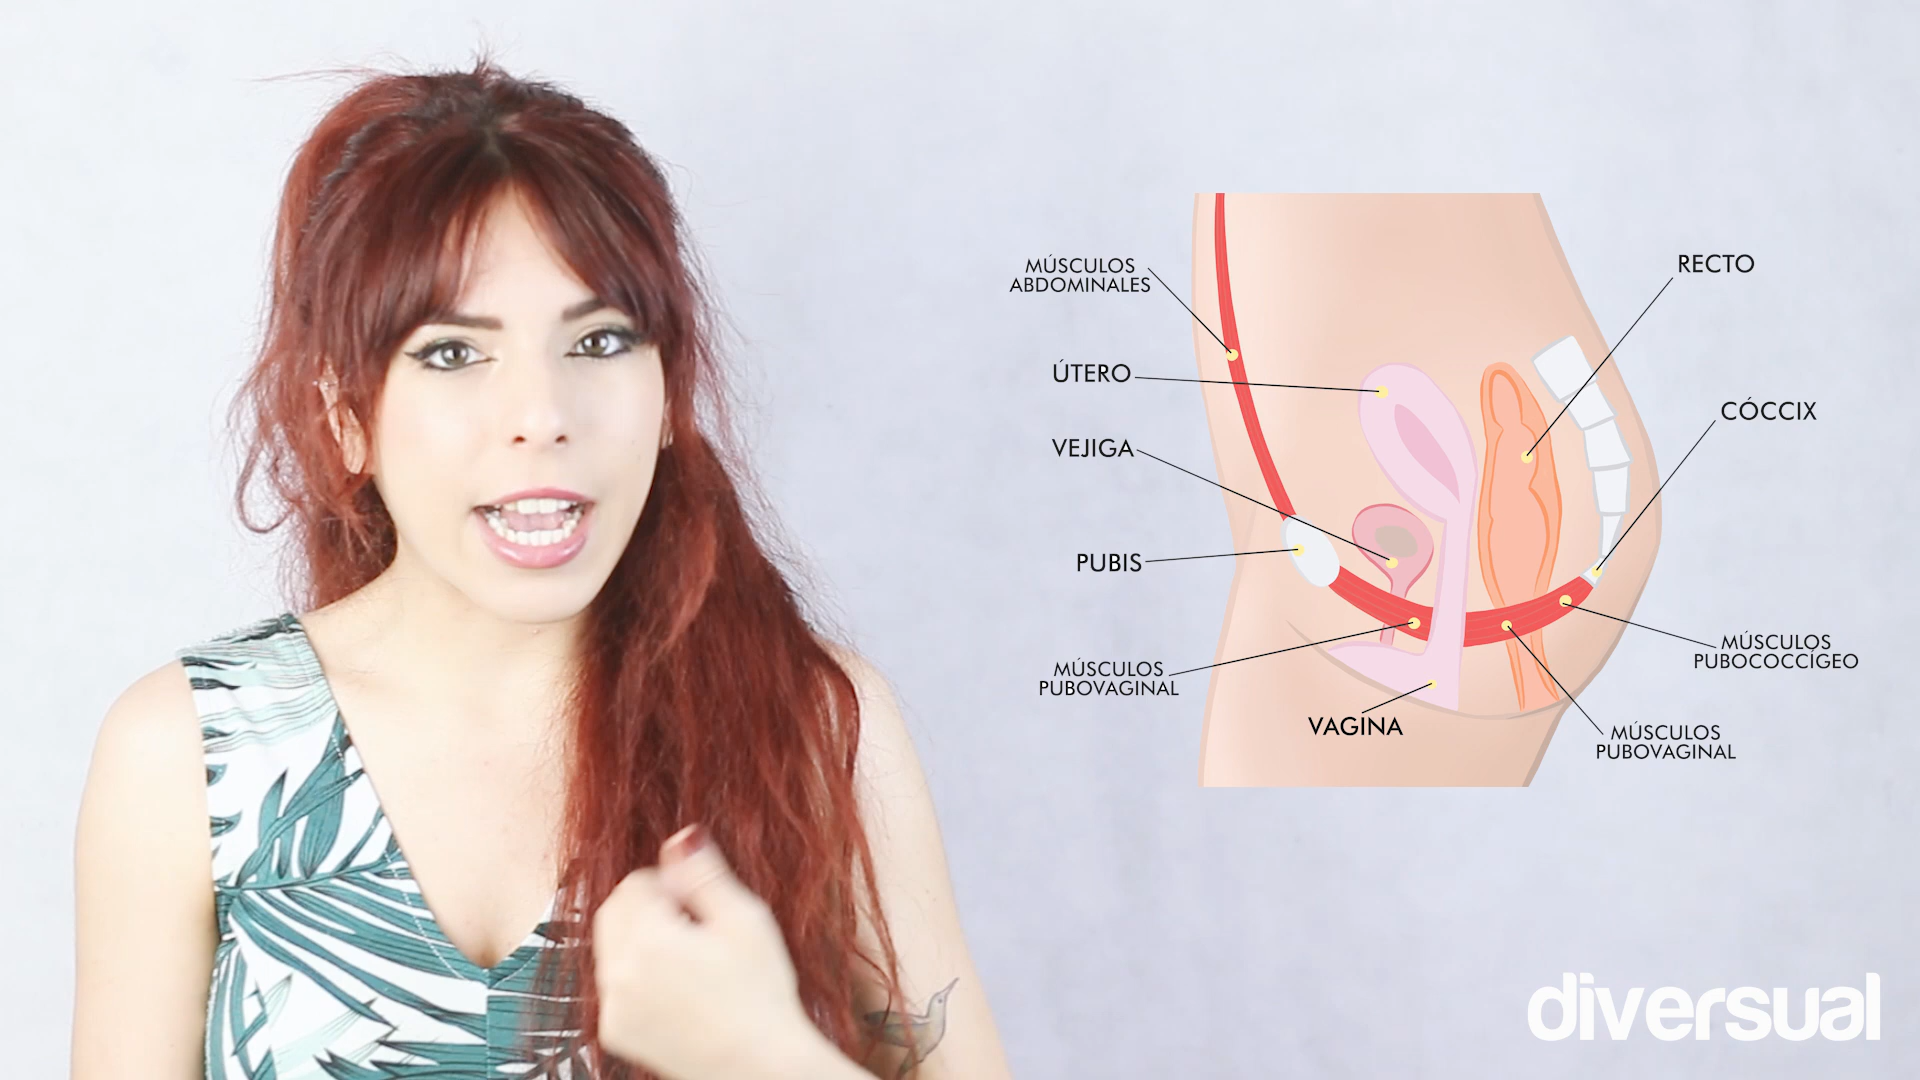 MÚSCULOS
ABDOMINALES
RECTO
ÚTERO
CÓCCIX
VEJIGA
PUBIS
MÚSCULOS
PUBOCOCCÍGEO
MÚSCULOS
PUBOVAGINAL
VAGINA
MÚSCULOS
PUBOVAGINAL
diversual